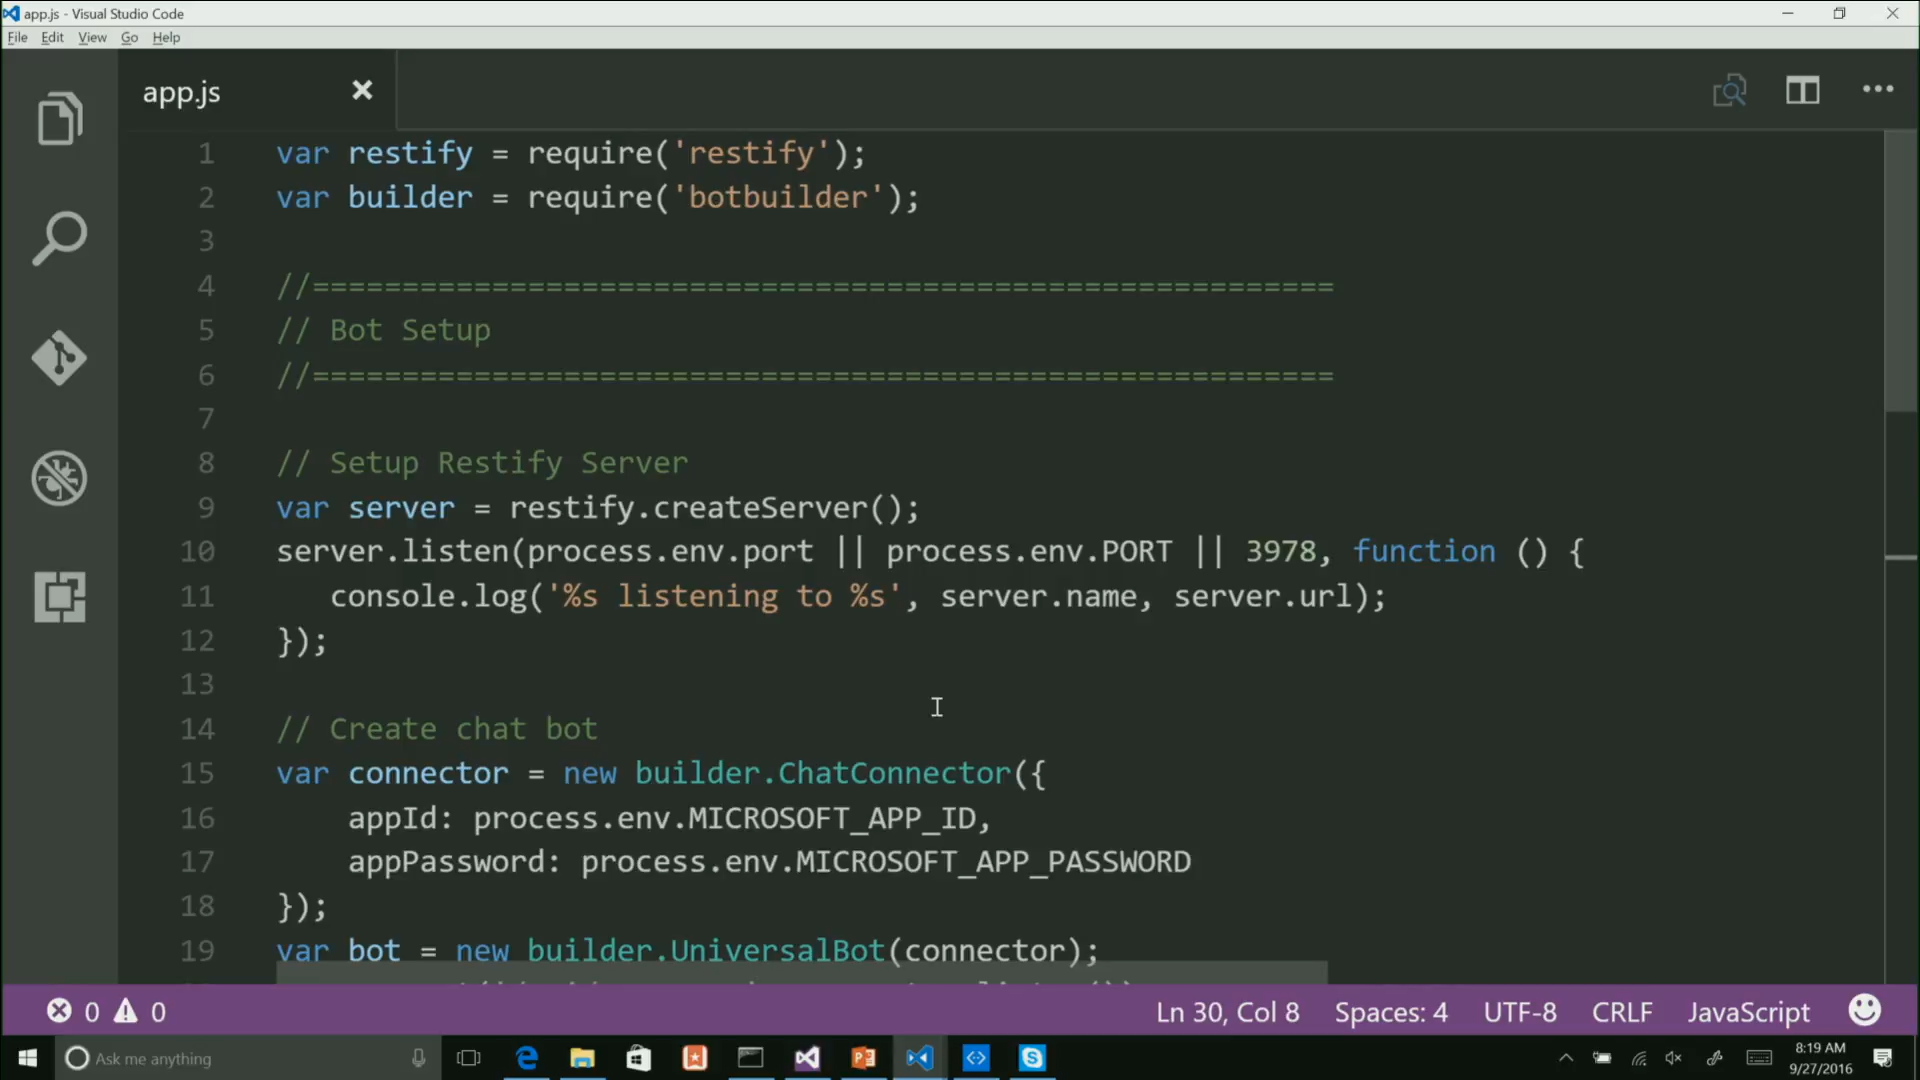 app.js - Visual Studio Code
File Edit View Go Help
app.js
1 var restify = require('restify');
2 var builder = require('botbuilder');
3
4 //=========================================================
5 // Bot Setup
6 //=========================================================
7
8 // Setup Restify Server
9 var server = restify.createServer();
10 server.listen(process.env.port || process.env.PORT || 3978, function () {
11 console.log('%s listening to %s', server.name, server.url);
12 });
13
14 // Create chat bot
15 var connector = new builder.ChatConnector({
16 appId: process.env.MICROSOFT_APP_ID,
17 appPassword: process.env.MICROSOFT_APP_PASSWORD
18 });
19 var bot = new builder.UniversalBot(connector);
0 0 Ln 30, Col 8 Spaces: 4 UTF-8 CRLF JavaScript
Ask me anything
8:19 AM
9/27/2016